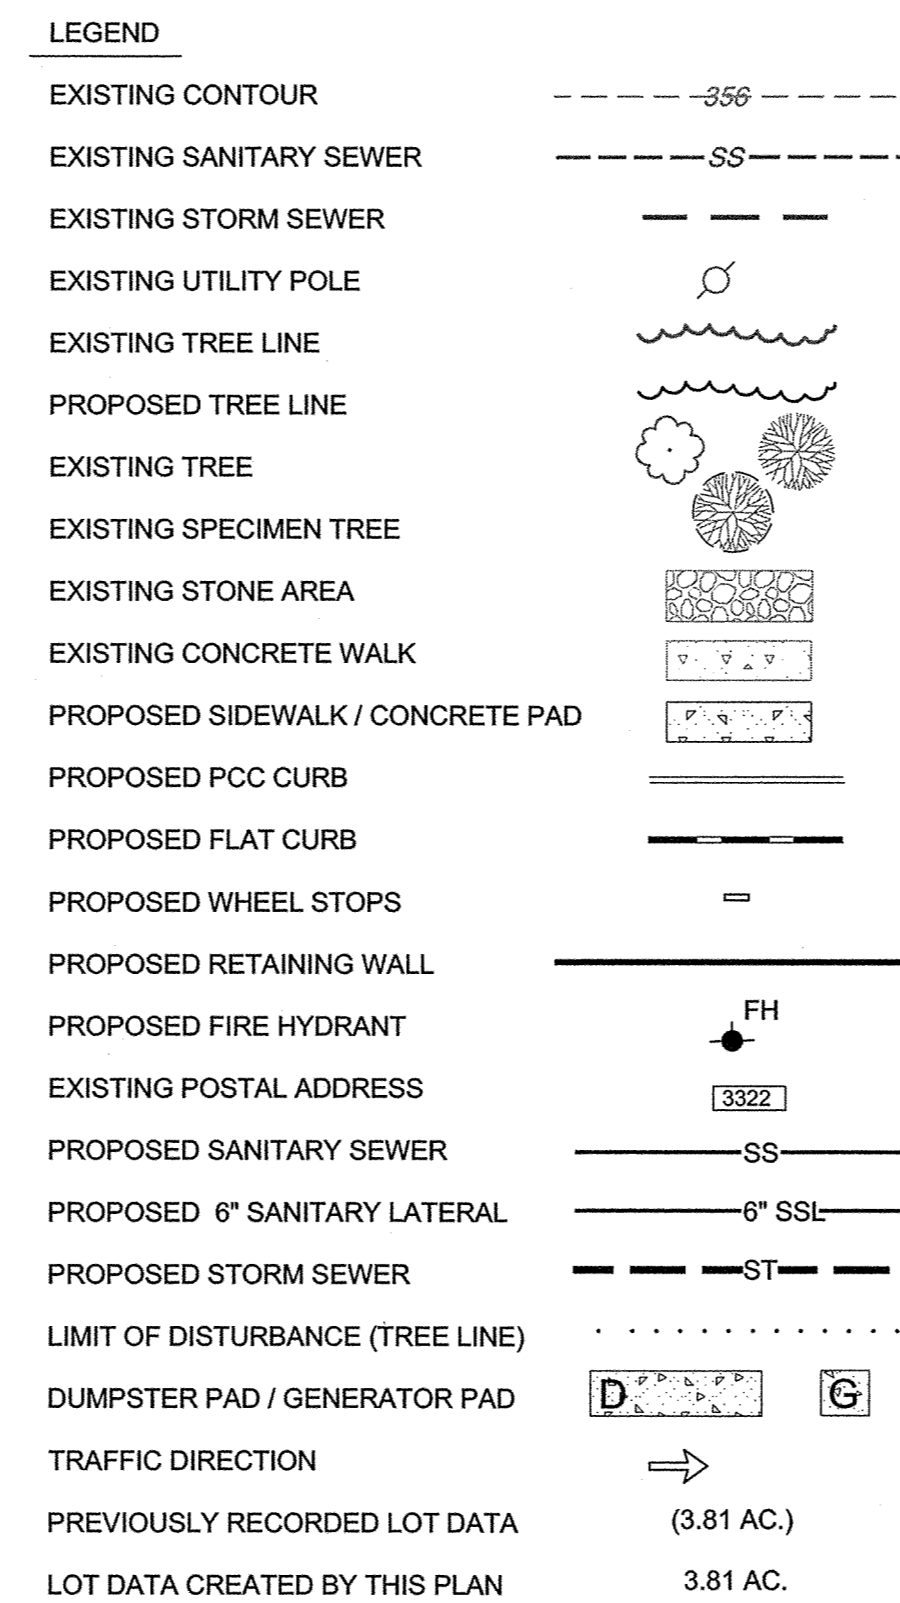 LEGEND
EXISTING CONTOUR 356
EXISTING SANITARY SEWER SS
EXISTING STORM SEWER
EXISTING UTILITY POLE
EXISTING TREE LINE
PROPOSED TREE LINE
EXISTING TREE
EXISTING SPECIMEN TREE
EXISTING STONE AREA
EXISTING CONCRETE WALK
PROPOSED SIDEWALK / CONCRETE PAD
PROPOSED PCC CURB
PROPOSED FLAT CURB
PROPOSED WHEEL STOPS
PROPOSED RETAINING WALL
PROPOSED FIRE HYDRANT FH
EXISTING POSTAL ADDRESS 3322
PROPOSED SANITARY SEWER SS
PROPOSED 6" SANITARY LATERAL 6" SSL
PROPOSED STORM SEWER ST
LIMIT OF DISTURBANCE (TREE LINE)
DUMPSTER PAD / GENERATOR PAD D G
TRAFFIC DIRECTION
PREVIOUSLY RECORDED LOT DATA (3.81 AC.)
LOT DATA CREATED BY THIS PLAN 3.81 AC.